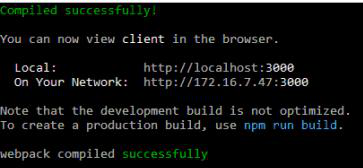 Compiled successfully!
You can now view client in the browser.
Local: http://localhost:3000
On Your Network: http://172.16.7.47:3000
Note that the development build is not optimized.
To create a production build, use npm run build.
webpack compiled successfully